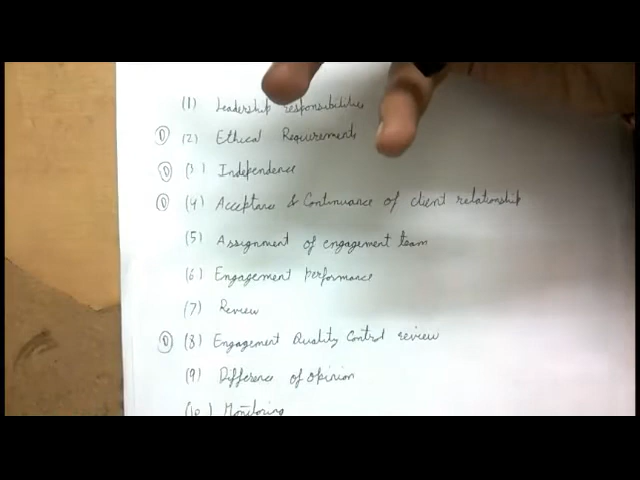 (1) Leadership responsibilities
D (2) Ethical Requirements
D (3) Independence
D (4) Acceptance & Continuance of client relationship
(5) Assignment of engagement team
(6) Engagement performance
(7) Review
D (8) Engagement Quality Control review
(9) Difference of opinion
(10) Monitoring